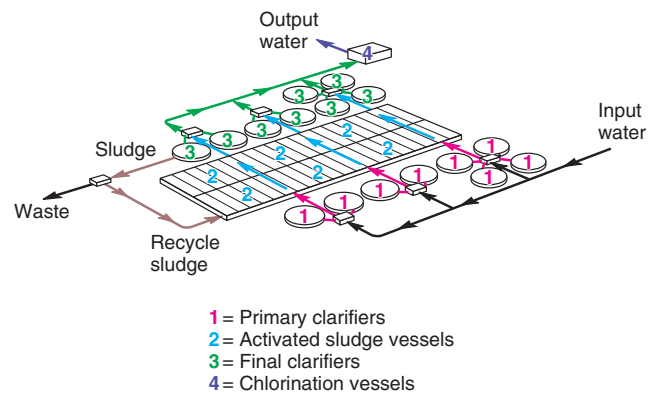 Output
water
4
3
3
3
3
3
3
3
3
Input
water
2
2
2
2
2
2
2
1
1
1
1
1
1
1
1
Sludge
Waste
Recycle
sludge
1 = Primary clarifiers
2 = Activated sludge vessels
3 = Final clarifiers
4 = Chlorination vessels